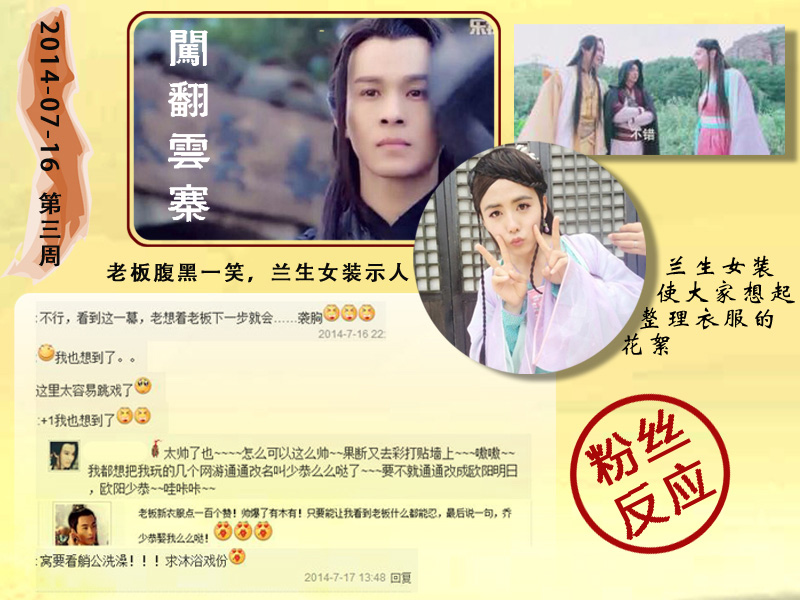 2014-07-16 第三周
闖翻雲寨
乐视
不错
老板腹黑一笑，兰生女装示人
兰生女装
使大家想起
整理衣服的
花絮
: 不行，看到这一幕，老想看老板下一步就会……袭胸
2014-7-16 22:
我也想到了。。
这里太容易跳戏了
:+1我也想到了
太帅了也~~~~怎么可以这么帅~~果断又去彩打贴墙上~~~嗷嗷~~
我都想把我玩的几个网游通通改名叫少恭么么哒了~~~要不就通通改成欧阳明日
，欧阳少恭~~哇咔咔~~
老板新衣服点一百个赞！帅爆了有木有！只要能让我看到老板什么都能忍，最后说一句，乔
少恭娶我么么哒！
: 窝要看躺公洗澡！！！求沐浴戏份
2014-7-17 13:48 回复
粉丝
反应